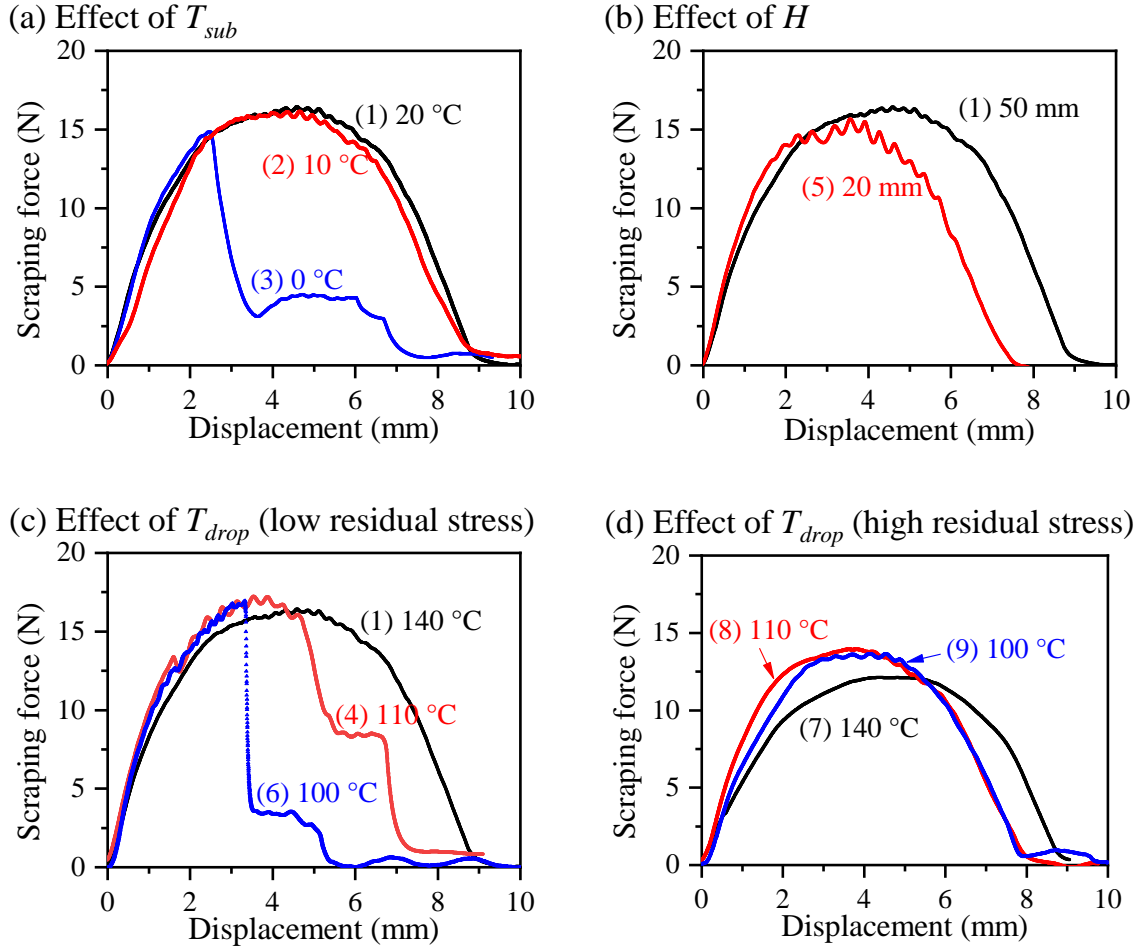 (a) Effect of T_sub
(b) Effect of H
20
15
10
5
0
Scraping force (N)
(1) 20 °C
(2) 10 °C
(3) 0 °C
0 2 4 6 8 10
Displacement (mm)
20
15
10
5
0
Scraping force (N)
(1) 50 mm
(5) 20 mm
0 2 4 6 8 10
Displacement (mm)
(c) Effect of T_drop (low residual stress)
(d) Effect of T_drop (high residual stress)
20
15
10
5
0
Scraping force (N)
(1) 140 °C
(4) 110 °C
(6) 100 °C
0 2 4 6 8 10
Displacement (mm)
20
15
10
5
0
Scraping force (N)
(8) 110 °C
(9) 100 °C
(7) 140 °C
0 2 4 6 8 10
Displacement (mm)